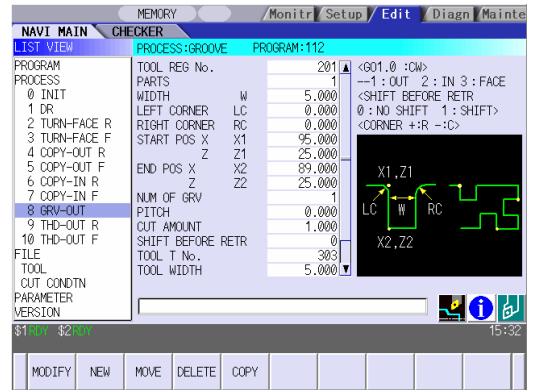 MEMORY Monitr Setup Edit Diagn Mainte
NAVI MAIN CHECKER
LIST VIEW PROCESS:GROOVE PROGRAM:112
PROGRAM
PROCESS
0 INIT
1 DR
2 TURN-FACE R
3 TURN-FACE F
4 COPY-OUT R
5 COPY-OUT F
6 COPY-IN R
7 COPY-IN F
8 GRV-OUT
9 THD-OUT R
10 THD-OUT F
FILE
TOOL
CUT CONDTN
PARAMETER
VERSION
TOOL REG No. 201
PARTS 1
WIDTH W 5.000
LEFT CORNER LC 0.000
RIGHT CORNER RC 0.000
START POS X X1 95.000
Z Z1 25.000
END POS X X2 89.000
Z Z2 25.000
NUM OF GRV 1
PITCH 0.000
CUT AMOUNT 1.000
SHIFT BEFORE RETR 0
TOOL T No. 303
TOOL WIDTH 5.000
<G01.0 :CW>
--1 : OUT 2 : IN 3 : FACE
<SHIFT BEFORE RETR
0 : NO SHIFT 1 : SHIFT>
<CORNER +:R -:C>
X1,Z1
LC W RC
X2,Z2
$1 RDY $2 RDY 15:32
MODIFY NEW MOVE DELETE COPY